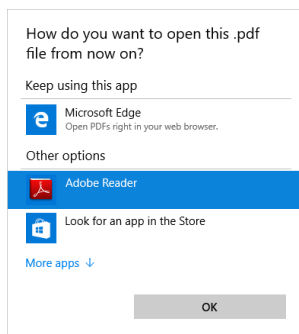 How do you want to open this .pdf
file from now on?
Keep using this app
Microsoft Edge
Open PDFs right in your web browser.
Other options
Adobe Reader
Look for an app in the Store
More apps ↓
OK